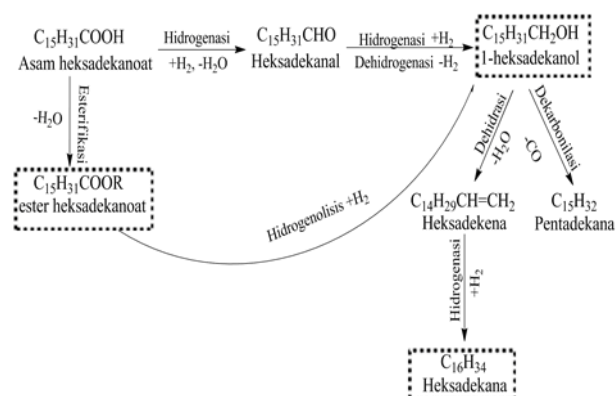 C₁₅H₃₁COOH
Asam heksadekanoat
Hidrogenasi
+H₂, -H₂O
C₁₅H₃₁CHO
Heksadekanal
Hidrogenasi +H₂
Dehidrogenasi -H₂
C₁₅H₃₁CH₂OH
1-heksadekanol
-H₂O
Esterifikasi
C₁₅H₃₁COOR
ester heksadekanoat
Hidrogenolisis +H₂
Dehidrasi
-H₂O
Dekarbonilasi
-CO
C₁₄H₂₉CH=CH₂
Heksadekena
C₁₅H₃₂
Pentadekana
Hidrogenasi
+H₂
C₁₆H₃₄
Heksadekana